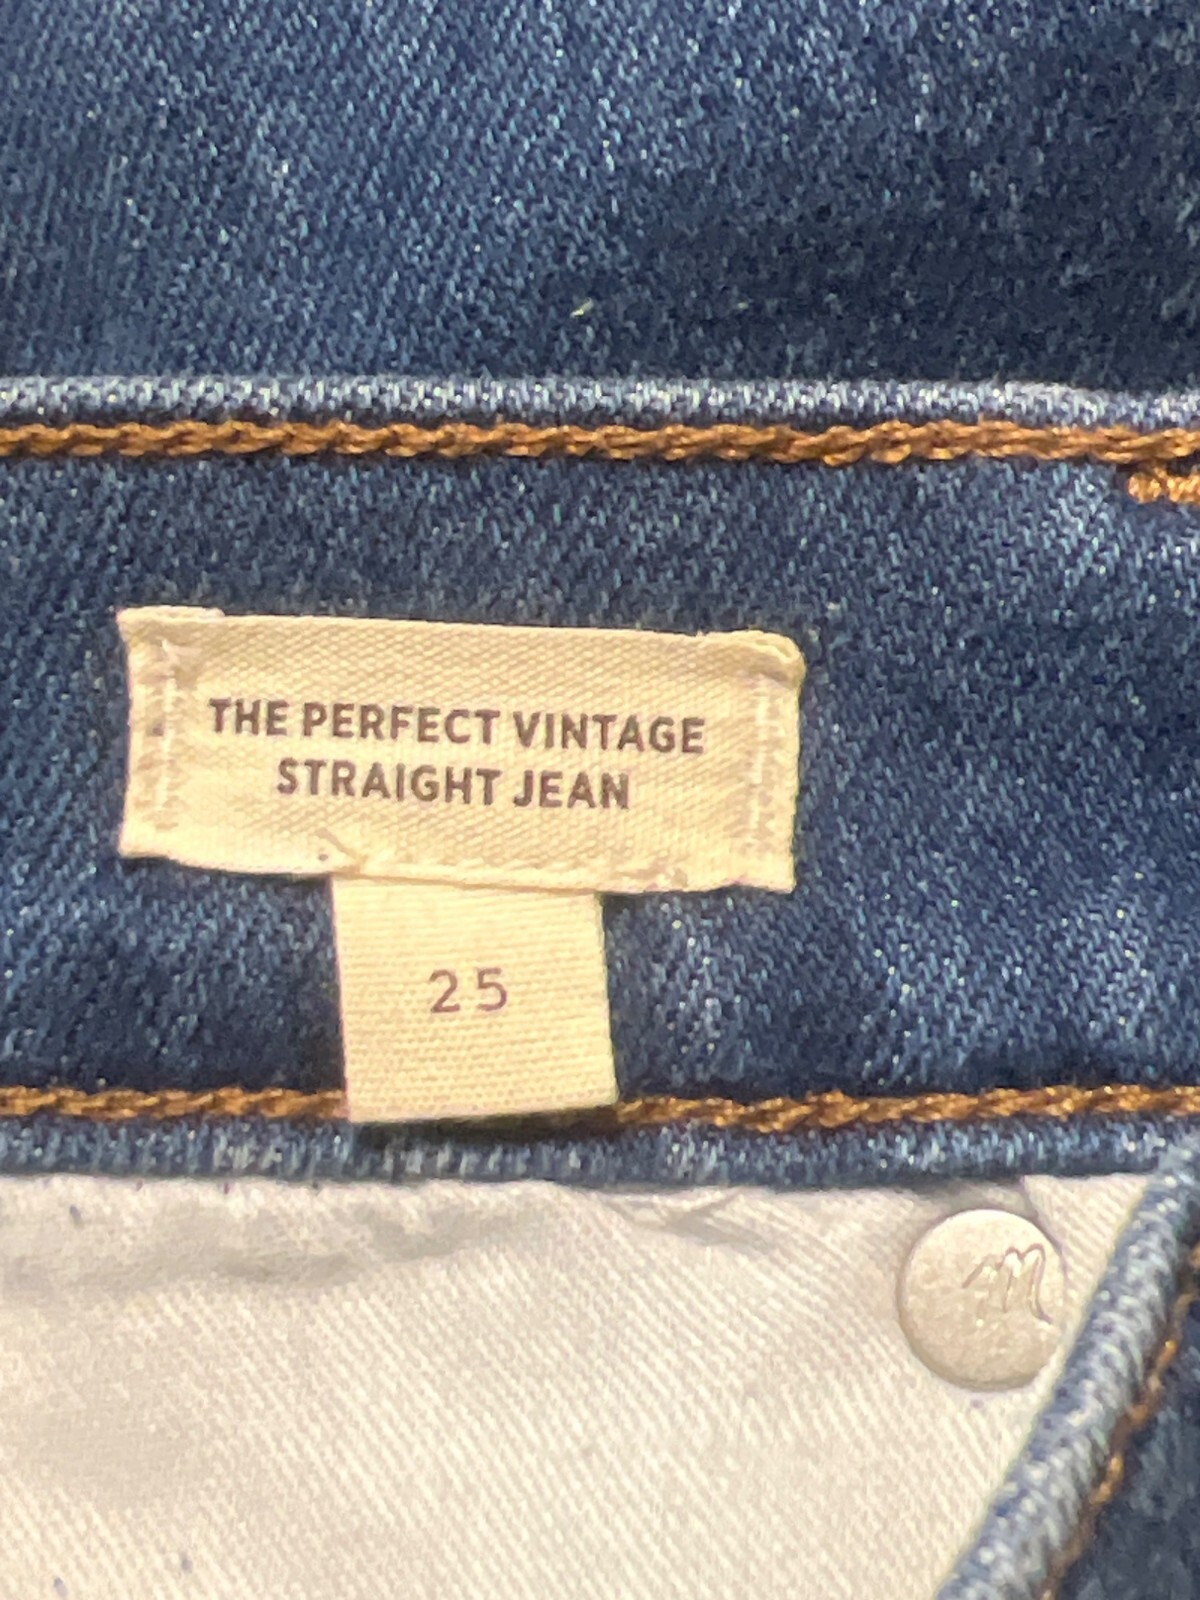 THE PERFECT VINTAGE
STRAIGHT JEAN
25
m